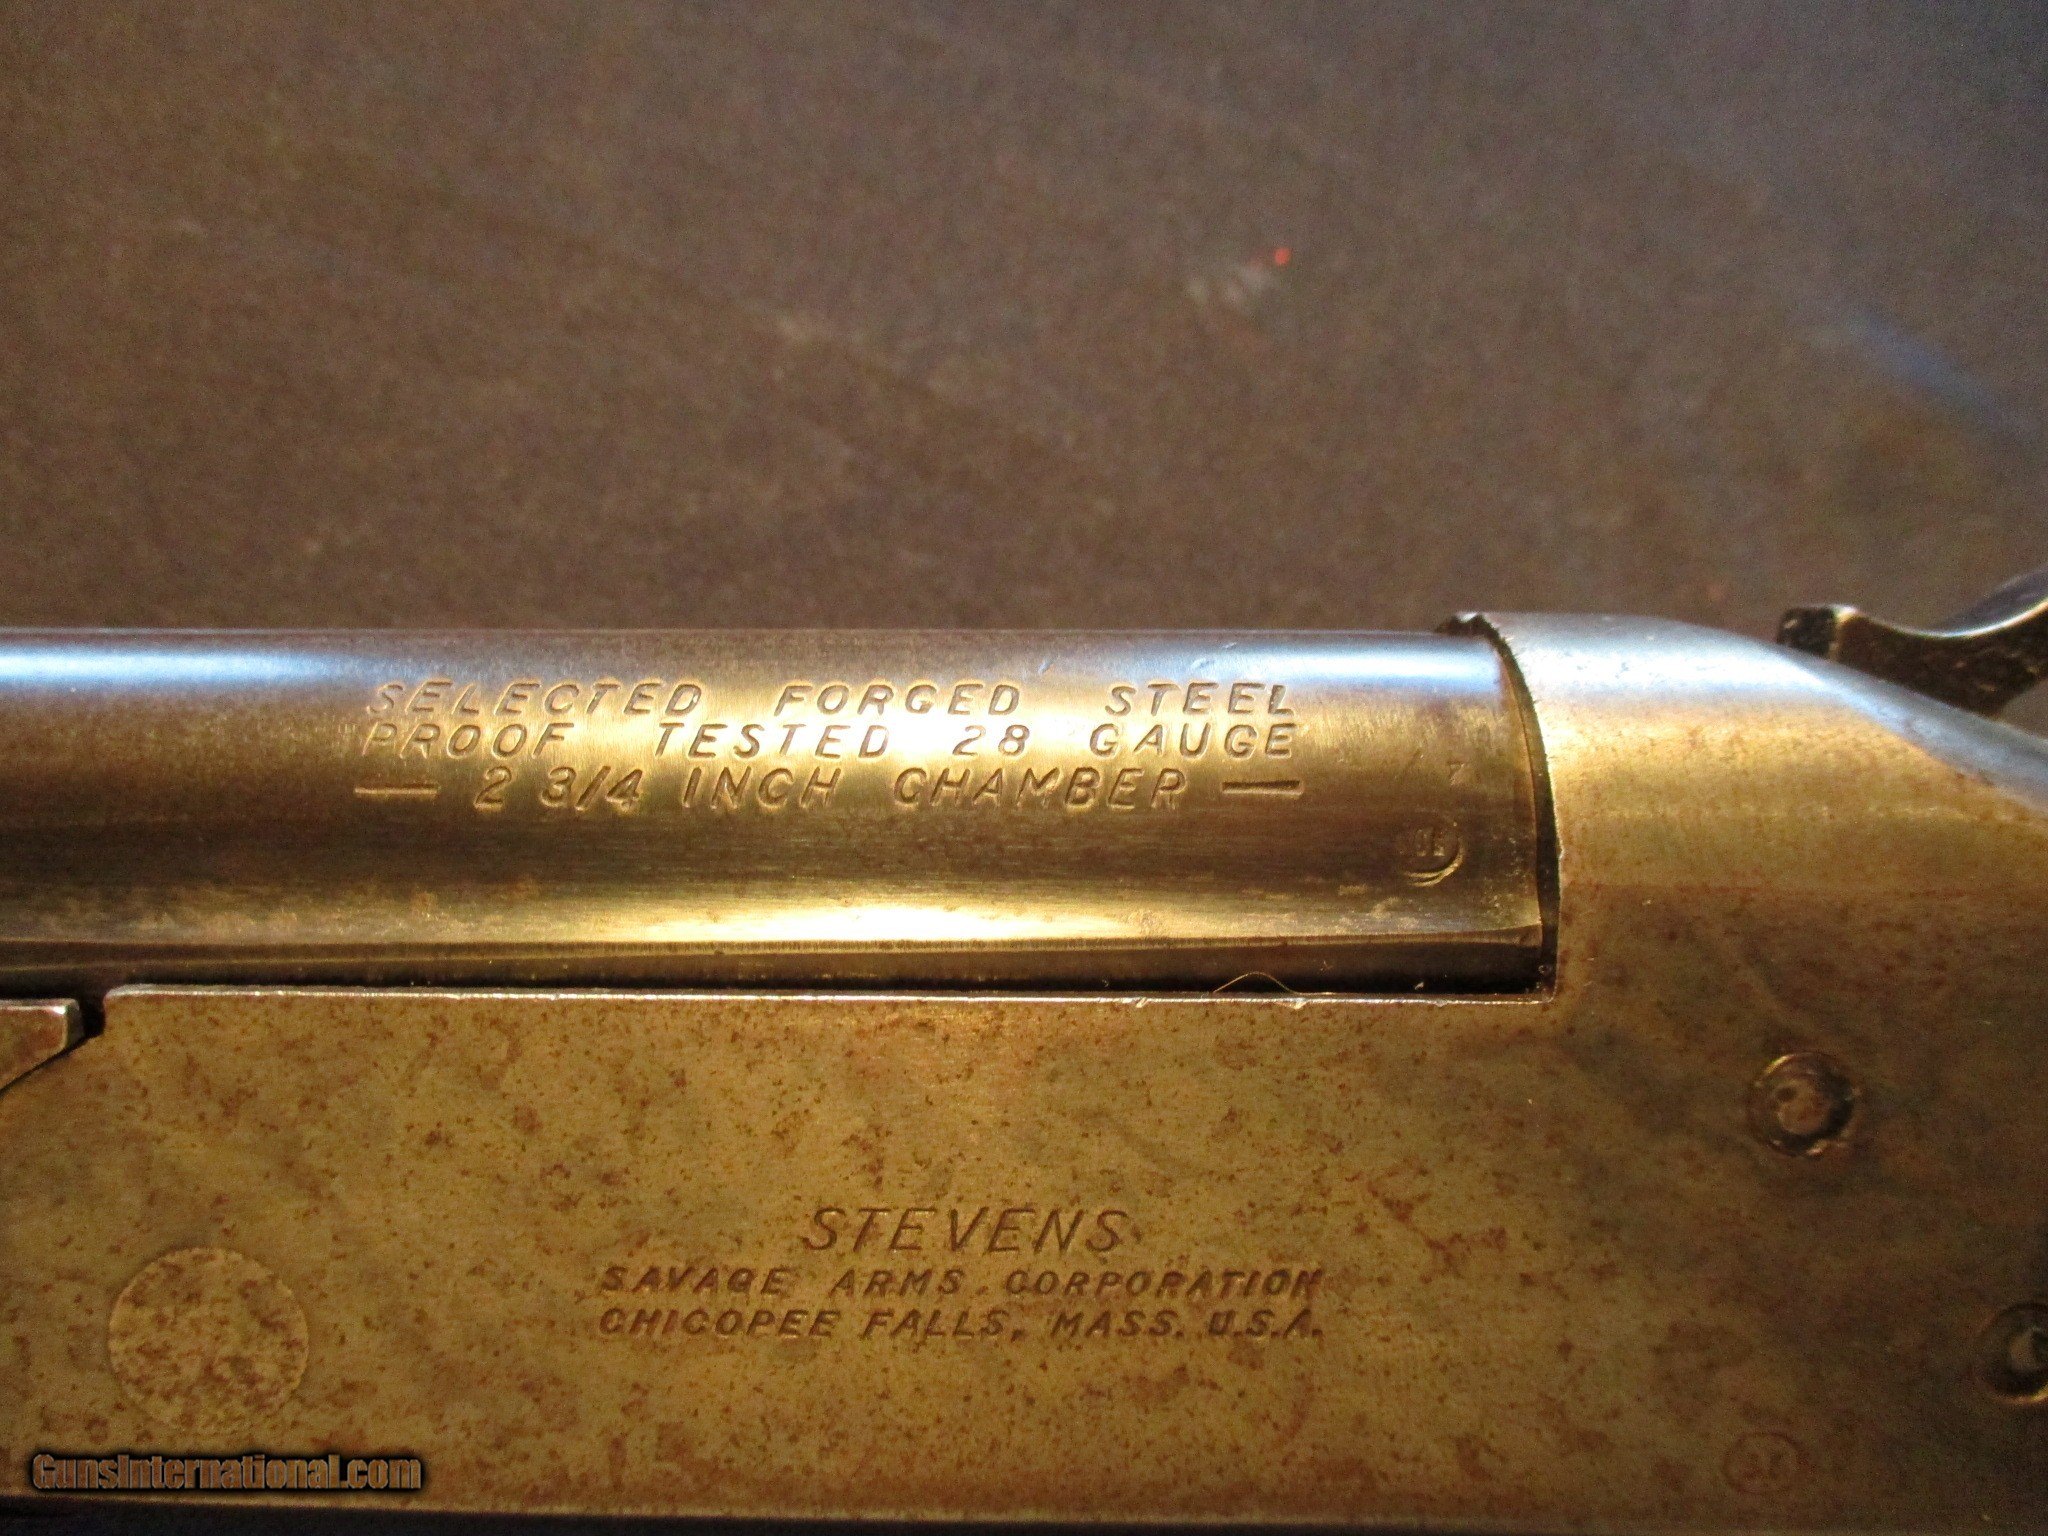 SELECTED FORGED STEEL
PROOF TESTED 28 GAUGE
— 2 3/4 INCH CHAMBER —
STEVENS
SAVAGE ARMS CORPORATION
CHICOPEE FALLS, MASS. U.S.A.
GunsInternational.com